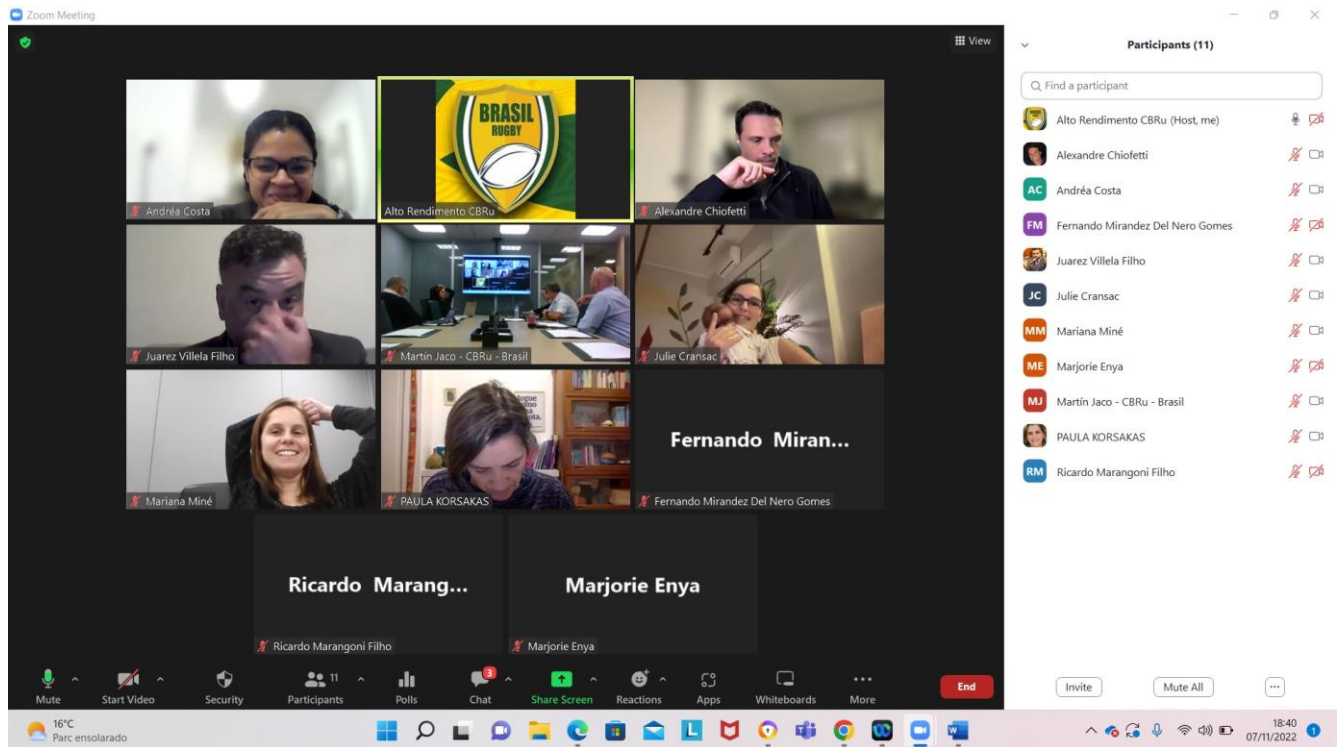 Zoom Meeting
View
Andréa Costa
BRASIL
RUGBY
Alto Rendimento CBRu
Alexandre Chiofetti
Juarez Villela Filho
Martín Jaco - CBRu - Brasil
Julie Cransac
Mariana Miné
PAULA KORSAKAS
Fernando Miran...
Fernando Mirandez Del Nero Gomes
Ricardo Marang...
Ricardo Marangoni Filho
Marjorie Enya
Marjorie Enya
Mute
Start Video
Security
11
Participants
Polls
3
Chat
Share Screen
Reactions
Apps
Whiteboards
More
End
Participants (11)
Find a participant
Alto Rendimento CBRu (Host, me)
Alexandre Chiofetti
AC Andréa Costa
FM Fernando Mirandez Del Nero Gomes
Juarez Villela Filho
JC Julie Cransac
MM Mariana Miné
ME Marjorie Enya
MJ Martín Jaco - CBRu - Brasil
PAULA KORSAKAS
RM Ricardo Marangoni Filho
Invite
Mute All
...
16°C
Parc ensolarado
L
W
18:40
07/11/2022
1